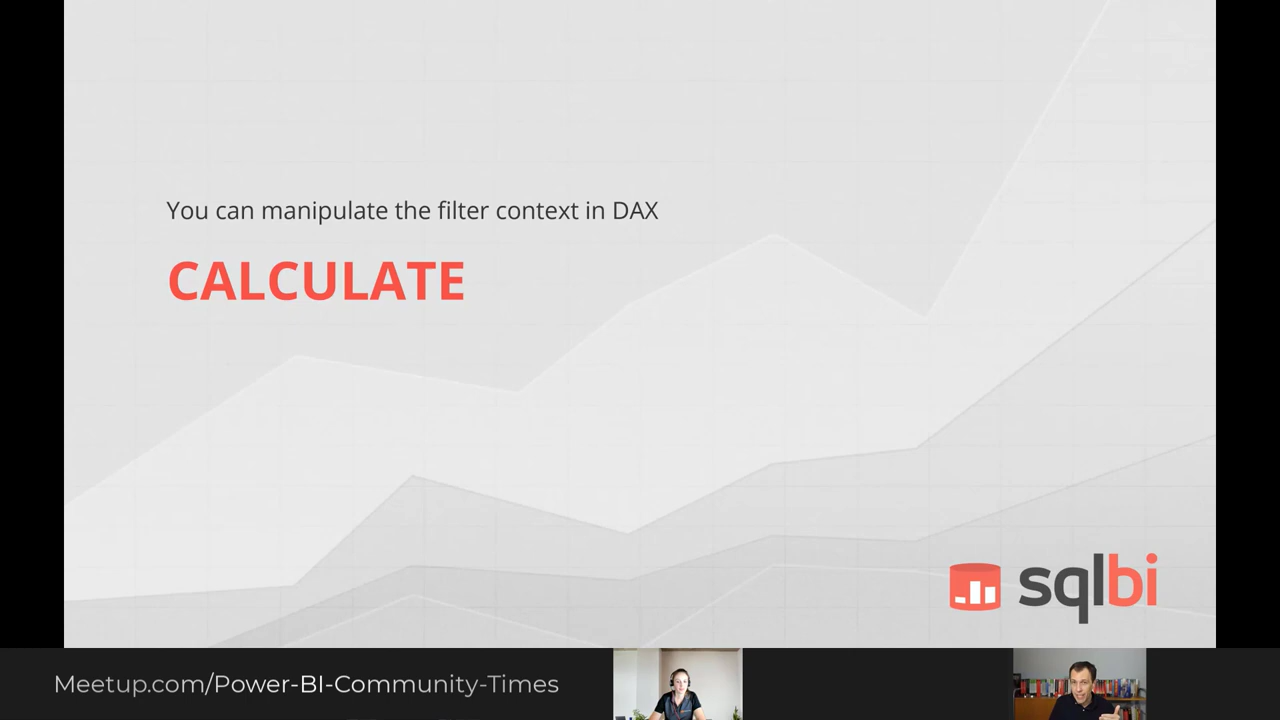 You can manipulate the filter context in DAX
CALCULATE
sqlbi
Meetup.com/Power-BI-Community-Times